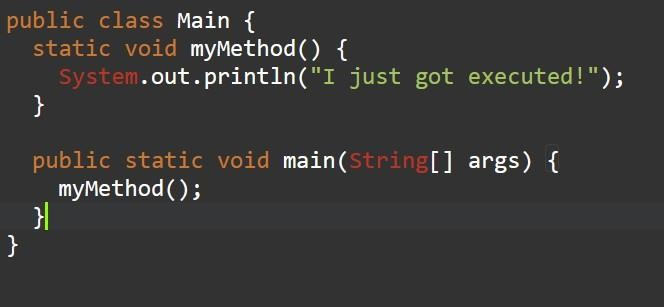 public class Main {
  static void myMethod() {
    System.out.println("I just got executed!");
  }

  public static void main(String[] args) {
    myMethod();
  }
}